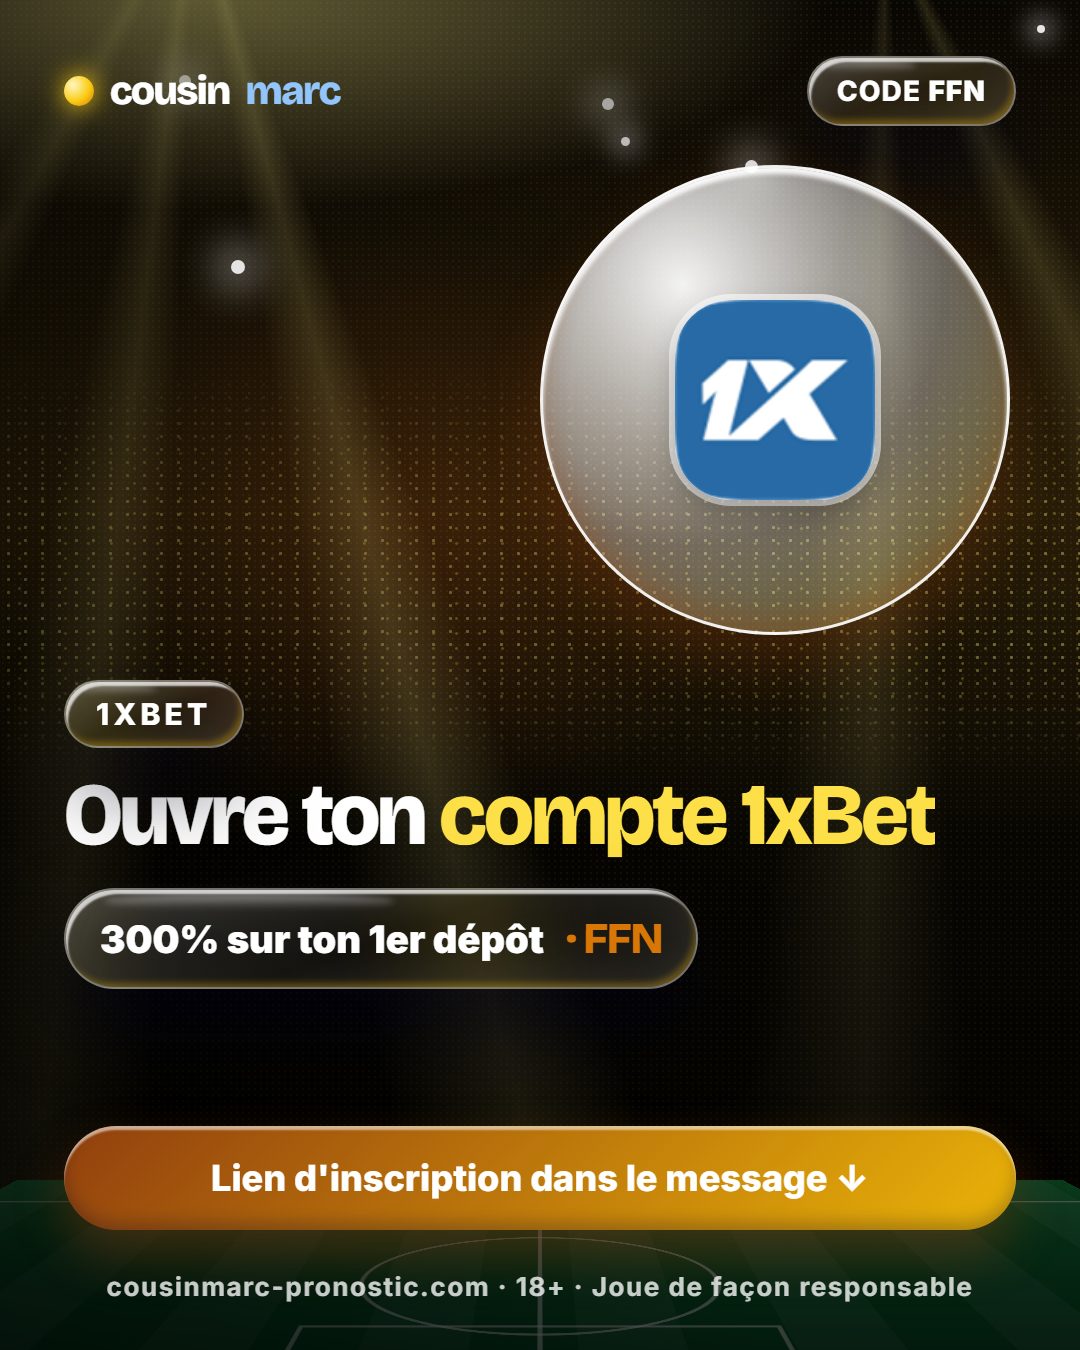 cousin marc
CODE FFN
1X
1XBET
Ouvre ton compte 1xBet
300% sur ton 1er dépôt · FFN
Lien d'inscription dans le message ↓
cousinmarc-pronostic.com · 18+ · Joue de façon responsable